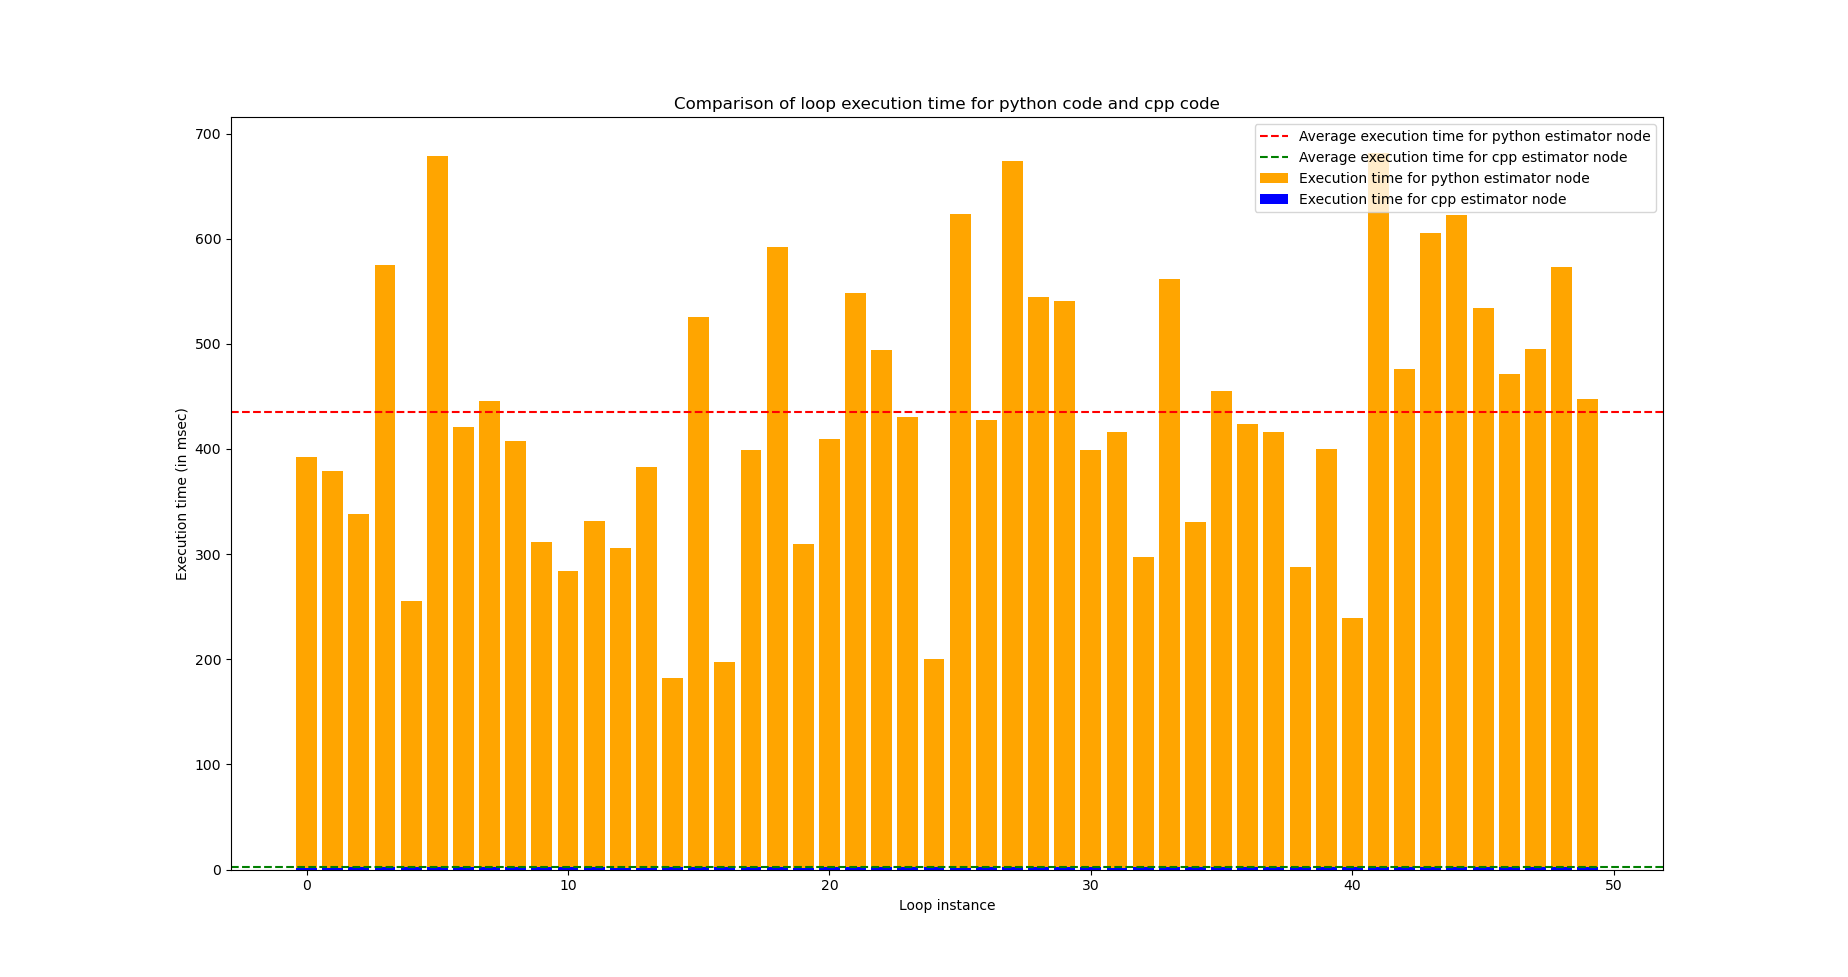 Comparison of loop execution time for python code and cpp code
Average execution time for python estimator node
Average execution time for cpp estimator node
Execution time for python estimator node
Execution time for cpp estimator node
Execution time (in msec)
700
600
500
400
300
200
100
0
0 10 20 30 40 50
Loop instance